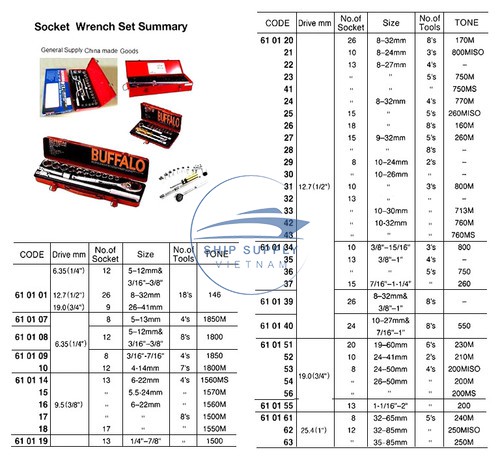 Socket Wrench Set Summary
General Supply China made Goods
BUFFALO
BUFFALO
SHIP SUPPLY
VIETNAM
CODE Drive mm No.of Socket Size No.of Tools TONE
6.35(1/4") 12 5–12mm& 3/16"–3/8"
61 01 01 12.7(1/2") 26 8–32mm 18's 146
19.0(3/4") 9 26–41mm
61 01 07 8 5–13mm 4's 1850M
61 01 08 6.35(1/4") 12 5–12mm& 3/16"–3/8" 8's 1800
61 01 09 8 3/16"-7/16" 4's 1850
10 12 4-14mm 7's 1800M
61 01 14 13 6-22mm 4's 1560MS
15 〃 5.5-24mm 〃 1570M
16 9.5(3/8") 〃 6–22mm 〃 1560M
17 〃 〃 8's 1500M
18 17 〃 〃 1550M
61 01 19 13 1/4"–7/8" 〃 1500
CODE Drive mm No.of Socket Size No.of Tools TONE
61 01 20 26 8–32mm 8's 170M
21 10 8–24mm 3's 800MISO
22 13 8–27mm 4's –
23 〃 〃 5's 750M
41 〃 〃 〃 750MS
24 〃 8–32mm 4's 770M
25 15 〃 5's 260MISO
26 18 〃 8's 160M
27 15 9–32mm 5's 260M
28 〃 〃 8's –
29 8 10–24mm 2's –
30 〃 10–26mm 〃 –
31 12.7(1/2") 10 〃 3's 800M
32 13 〃 〃 –
33 〃 10–30mm 〃 713M
42 〃 10–32mm 〃 760M
43 〃 〃 〃 760MS
61 01 34 10 3/8"–15/16" 3's 800
35 13 3/8"–1" 4's –
36 〃 〃 5's 750
37 15 7/16"–1-1/4" 〃 260
61 01 39 26 8–32mm& 3/8"–1" 8's –
61 01 40 24 10–27mm& 7/16"–1" 8's 550
61 01 51 20 19–60mm 6's 230M
52 10 24–41mm 2's 210M
53 19.0(3/4") 8 24–50mm 4's 200MISO
54 〃 26–50mm 〃 200M
56 〃 〃 〃 200MS
61 01 55 13 1-1/16"–2" 〃 200
61 01 61 8 32–65mm 5's 240M
62 25.4(1") 12 32–85mm 〃 250MISO
63 〃 35–85mm 〃 250M